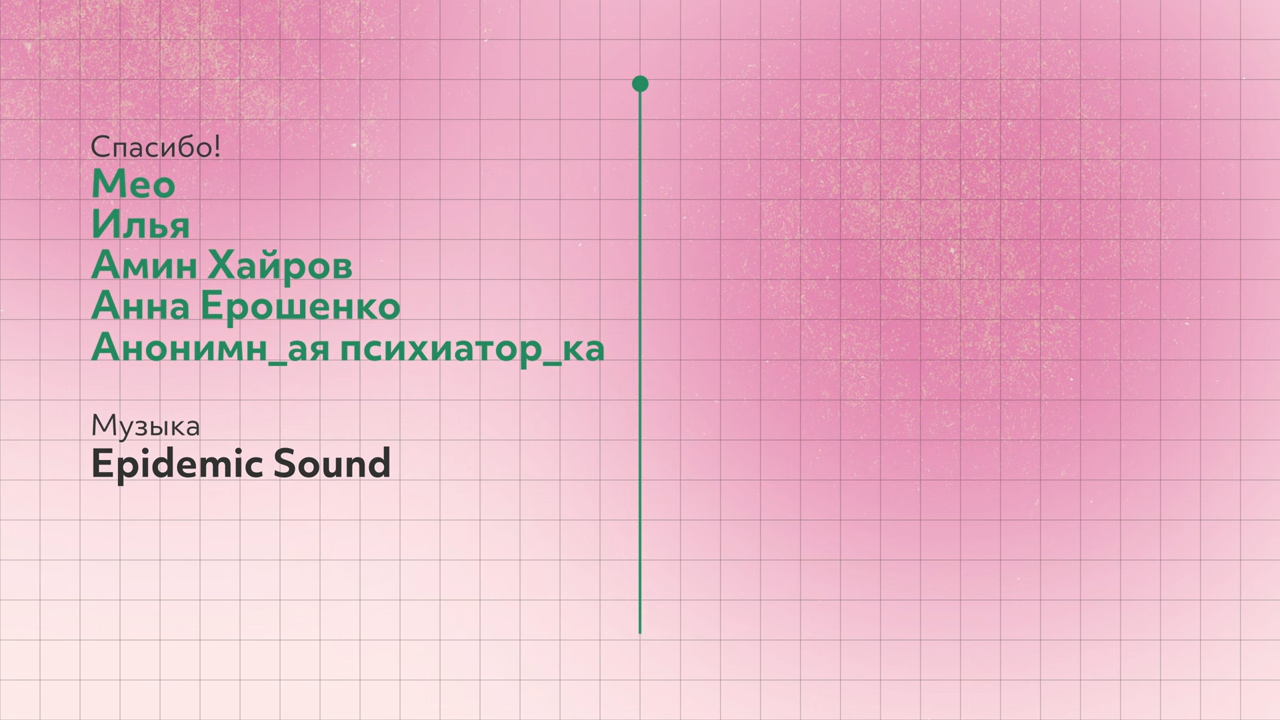 Спасибо!
Мео
Илья
Амин Хайров
Анна Ерошенко
Анонимн_ая психиатор_ка
Музыка
Epidemic Sound